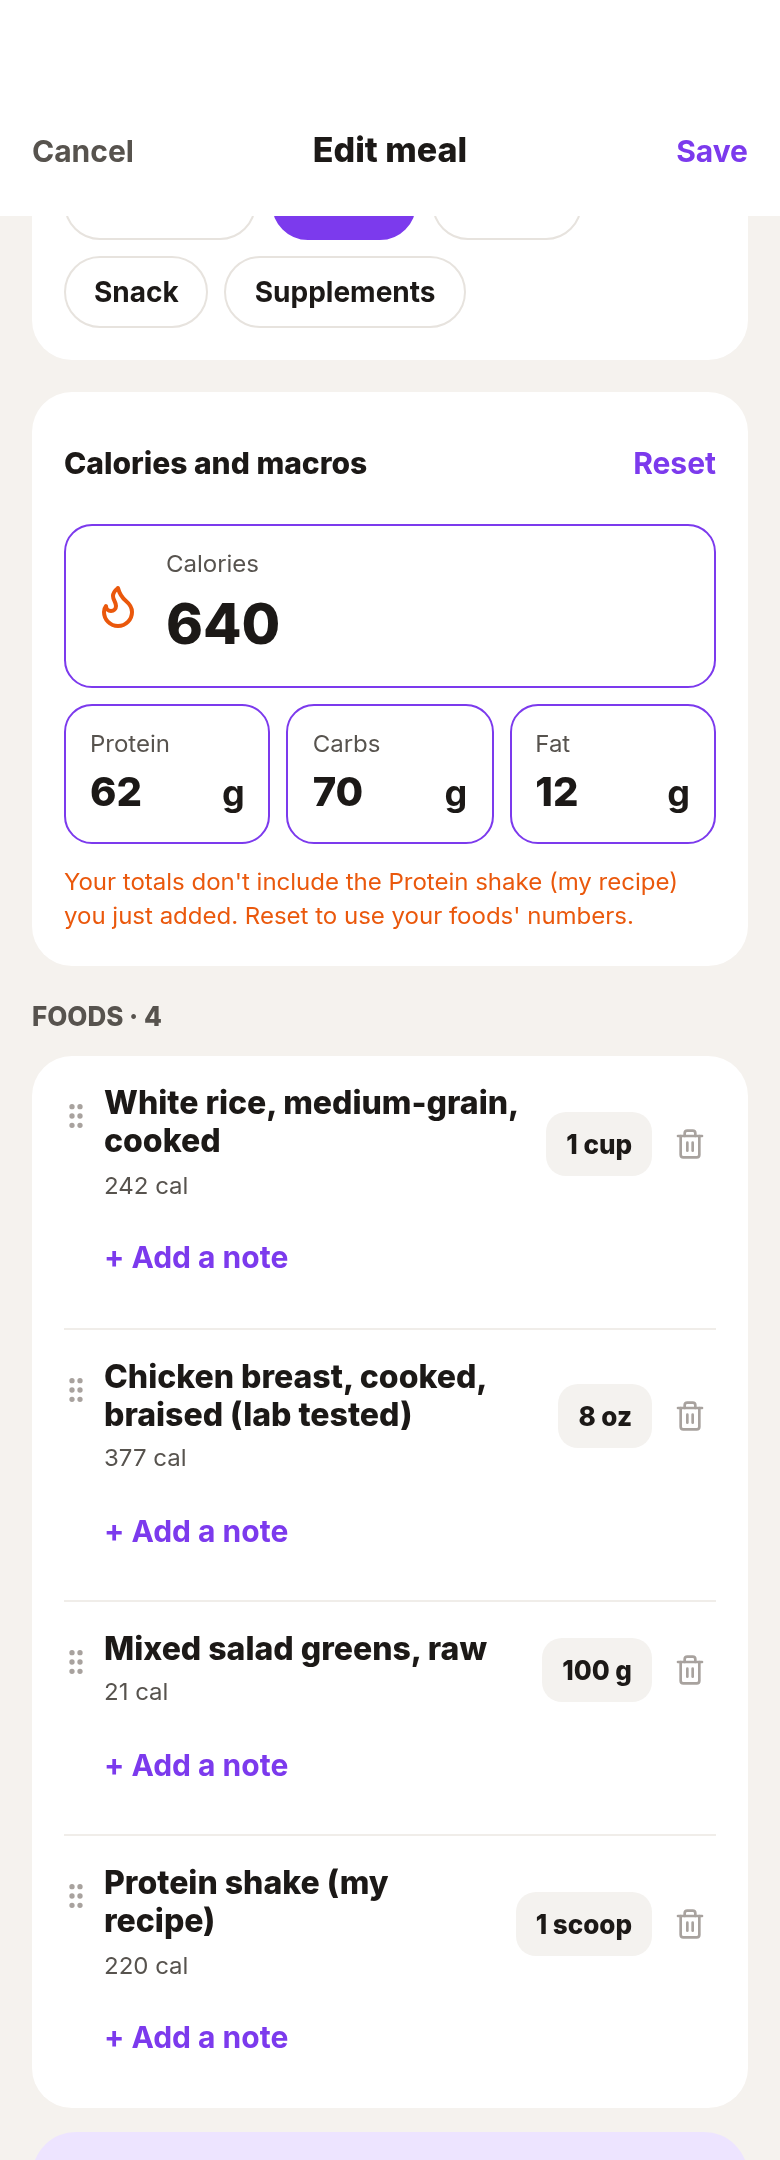 Cancel
Edit meal
Save
Snack
Supplements
Calories and macros
Reset
Calories
640
Protein
62 g
Carbs
70 g
Fat
12 g
Your totals don't include the Protein shake (my recipe)
you just added. Reset to use your foods' numbers.
FOODS · 4
White rice, medium-grain,
cooked
242 cal
1 cup
+ Add a note
Chicken breast, cooked,
braised (lab tested)
377 cal
8 oz
+ Add a note
Mixed salad greens, raw
21 cal
100 g
+ Add a note
Protein shake (my
recipe)
220 cal
1 scoop
+ Add a note